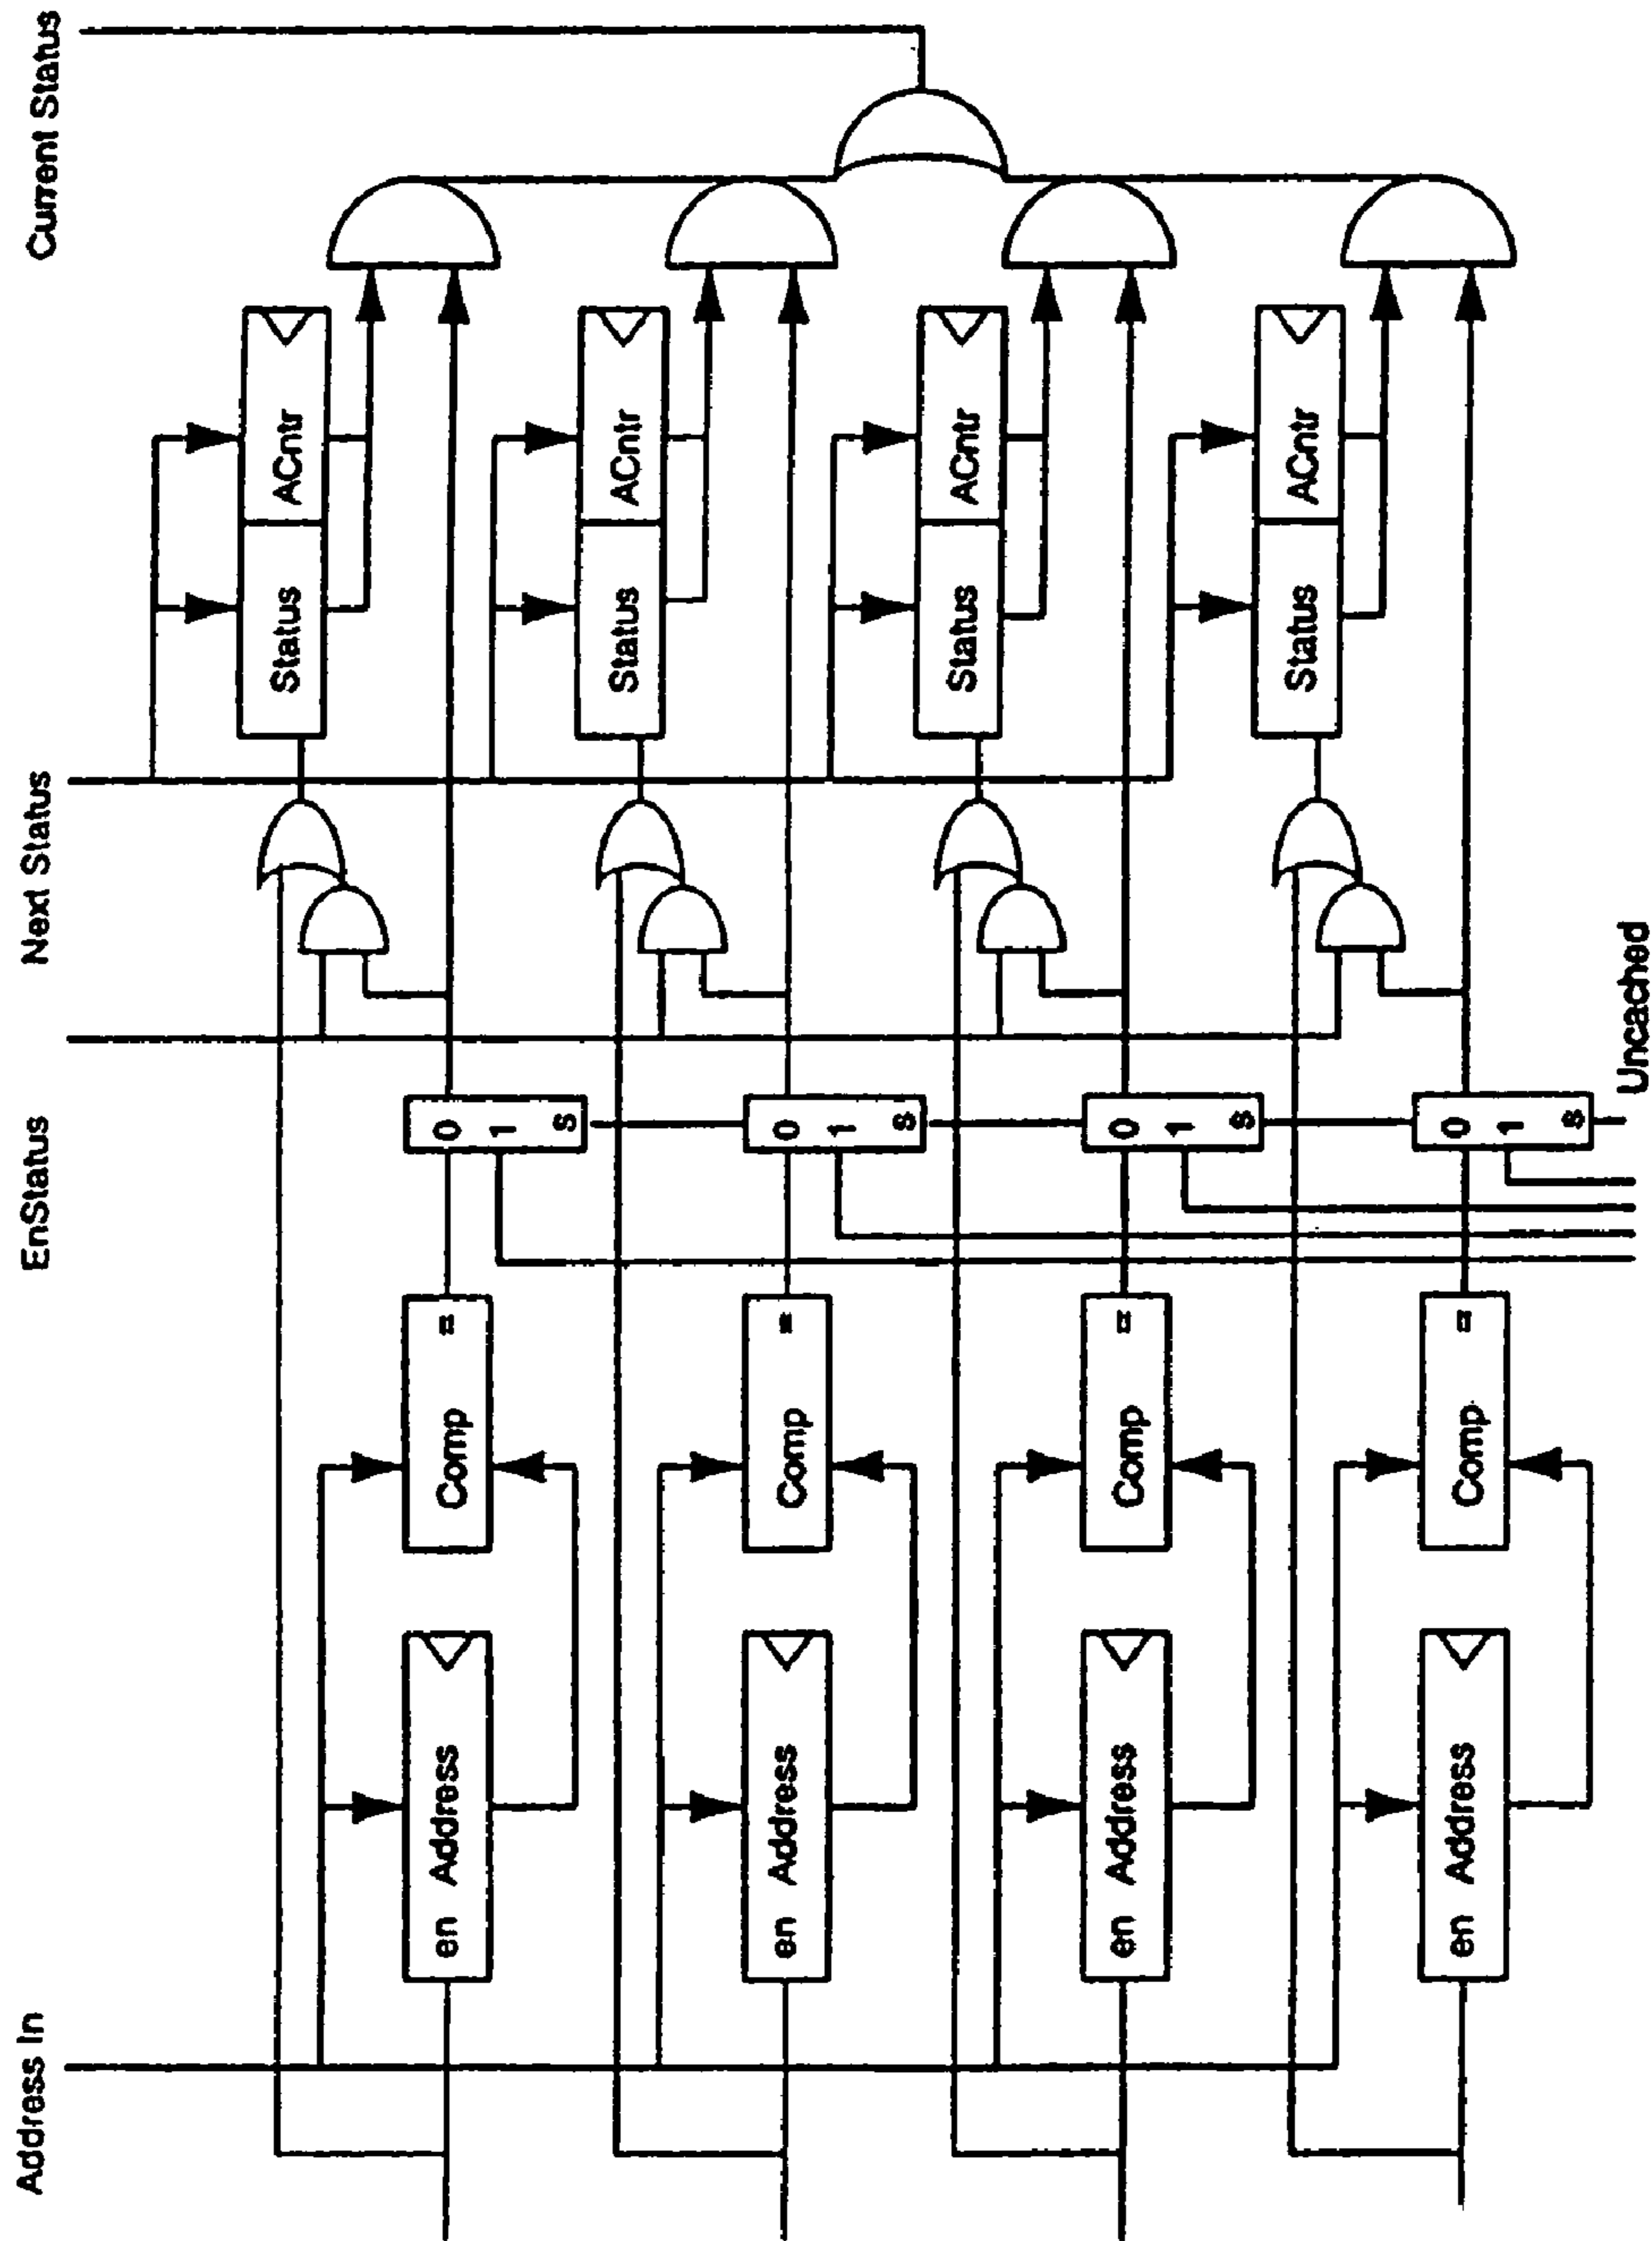 Address In
EnStatus
Next Status
Current Status
en Address
Comp =
0
1
s
Status
ACntr
en Address
Comp =
0
1
s
Status
ACntr
en Address
Comp =
0
1
s
Status
ACntr
en Address
Comp =
0
1
s
Status
ACntr
Uncached